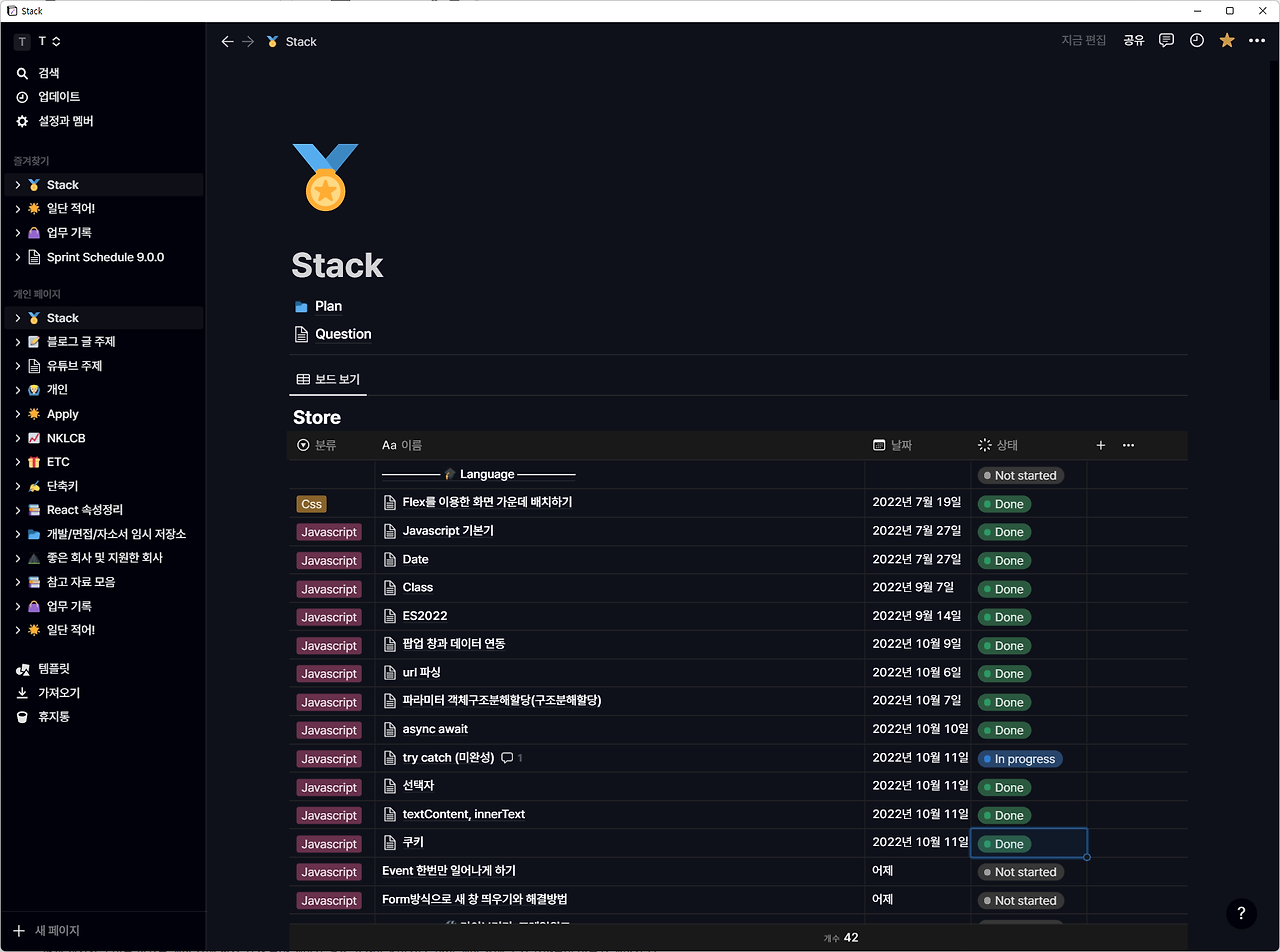 Stack
T
T
검색
업데이트
설정과 멤버
즐겨찾기
Stack
일단 적어!
업무 기록
Sprint Schedule 9.0.0
개인 페이지
Stack
블로그 글 주제
유튜브 주제
개인
Apply
NKLCB
ETC
단축키
React 속성정리
개발/면접/자소서 임시 저장소
좋은 회사 및 지원한 회사
참고 자료 모음
업무 기록
일단 적어!
템플릿
가져오기
휴지통
새 페이지
Stack
지금 편집
공유
Stack
Plan
Question
보드 보기
Store
분류 Aa 이름 날짜 상태
Language Not started
Css Flex를 이용한 화면 가운데 배치하기 2022년 7월 19일 Done
Javascript Javascript 기본기 2022년 7월 27일 Done
Javascript Date 2022년 7월 27일 Done
Javascript Class 2022년 9월 7일 Done
Javascript ES2022 2022년 9월 14일 Done
Javascript 팝업 창과 데이터 연동 2022년 10월 9일 Done
Javascript url 파싱 2022년 10월 6일 Done
Javascript 파라미터 객체구조분해할당(구조분해할당) 2022년 10월 7일 Done
Javascript async await 2022년 10월 10일 Done
Javascript try catch (미완성) 1 2022년 10월 11일 In progress
Javascript 선택자 2022년 10월 11일 Done
Javascript textContent, innerText 2022년 10월 11일 Done
Javascript 쿠키 2022년 10월 11일 Done
Javascript Event 한번만 일어나게 하기 어제 Not started
Javascript Form방식으로 새 창 띄우기와 해결방법 어제 Not started
개수 42
?